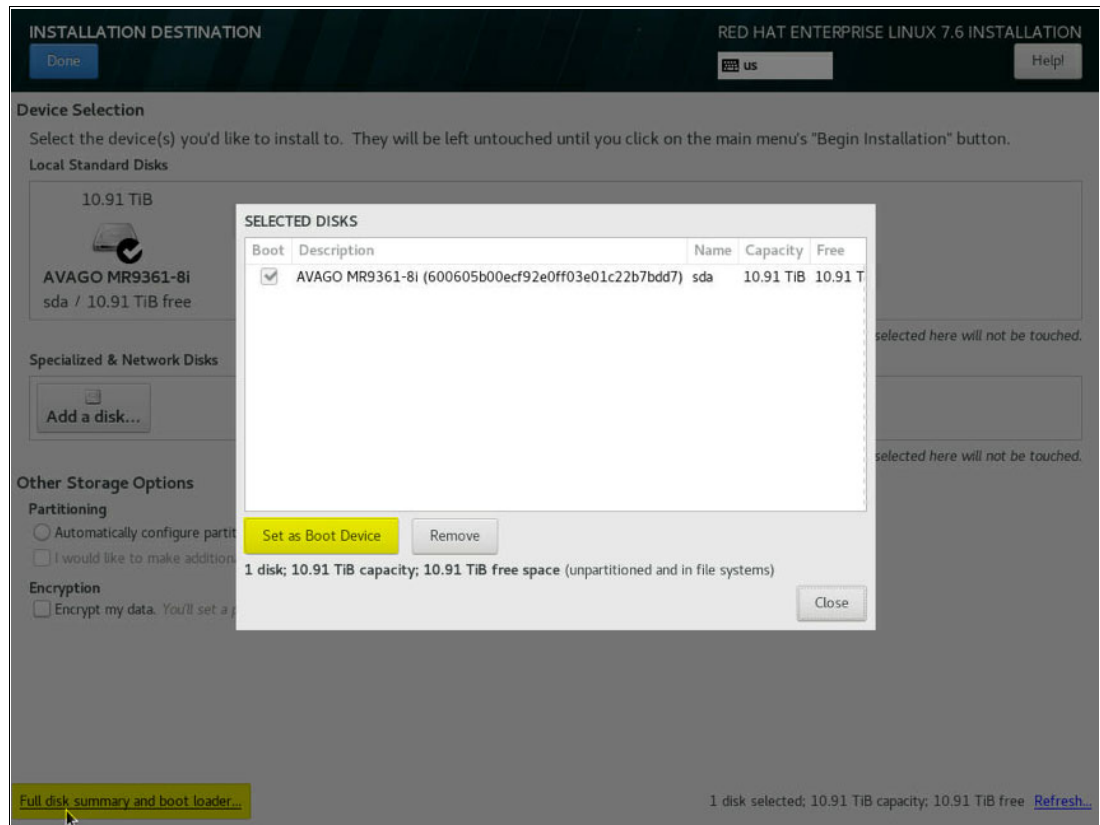 INSTALLATION DESTINATION
RED HAT ENTERPRISE LINUX 7.6 INSTALLATION
Done
us
Help!
Device Selection
Select the device(s) you'd like to install to. They will be left untouched until you click on the main menu's "Begin Installation" button.
Local Standard Disks
10.91 TiB
AVAGO MR9361-8i
sda / 10.91 TiB free
selected here will not be touched.
Specialized & Network Disks
Add a disk...
selected here will not be touched.
Other Storage Options
Partitioning
Automatically configure partit
I would like to make addition
Encryption
Encrypt my data. You'll set a p
SELECTED DISKS
Boot Description Name Capacity Free
AVAGO MR9361-8i (600605b00ecf92e0ff03e01c22b7bdd7) sda 10.91 TiB 10.91 T
Set as Boot Device Remove
1 disk; 10.91 TiB capacity; 10.91 TiB free space (unpartitioned and in file systems)
Close
Full disk summary and boot loader...
1 disk selected; 10.91 TiB capacity; 10.91 TiB free Refresh...